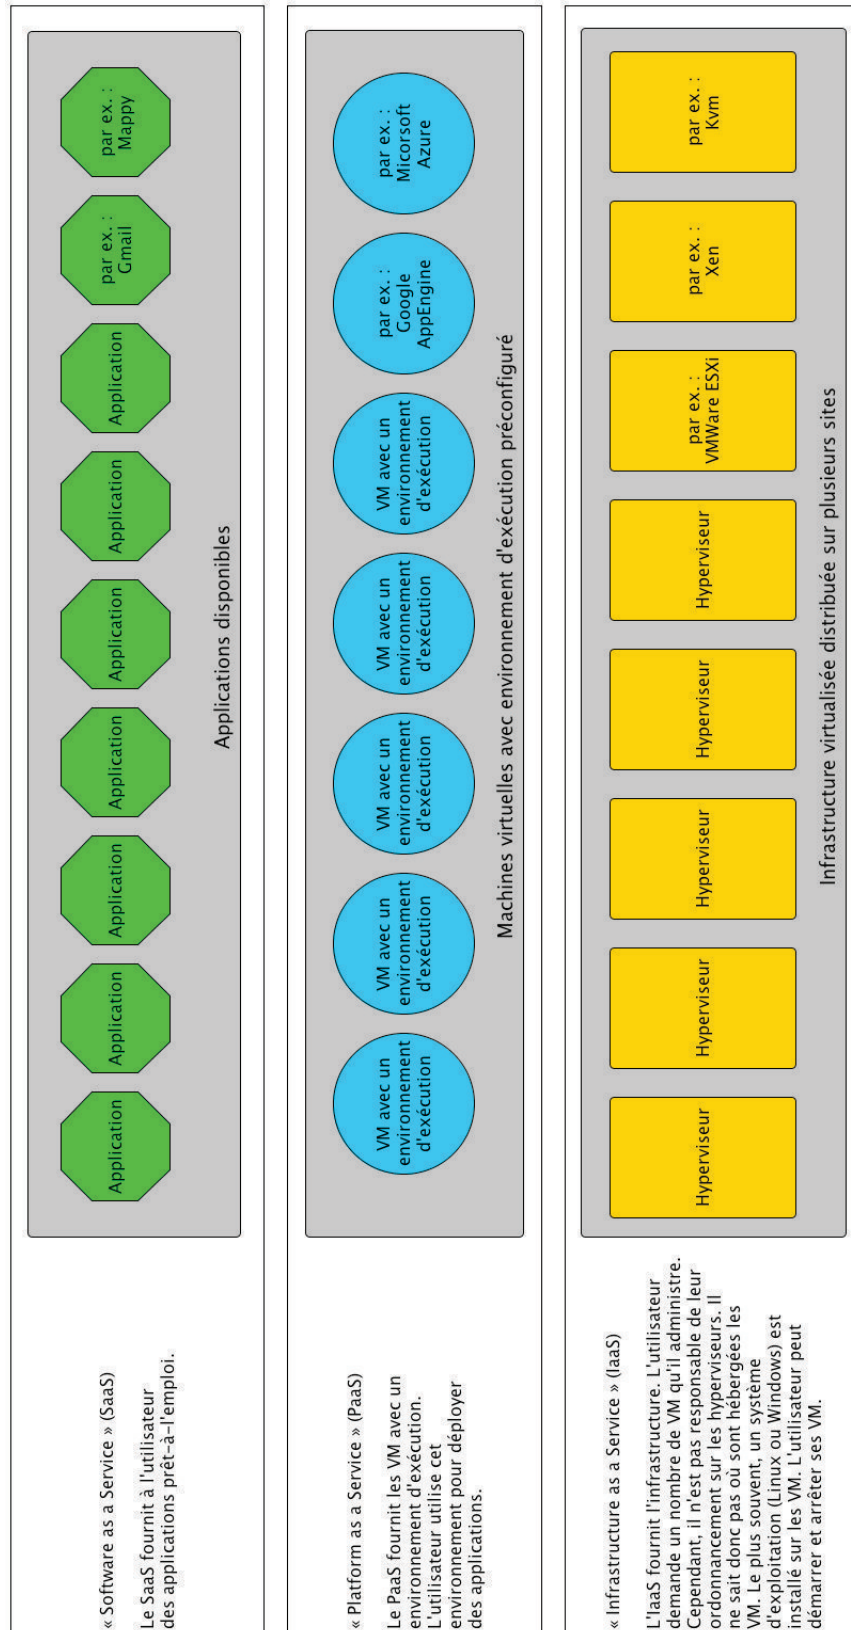 « Software as a Service » (SaaS)
Le SaaS fournit à l'utilisateur
des applications prêt-à-l'emploi.
Application
Application
Application
Application
Application
Application
Application
par ex. :
Gmail
par ex. :
Mappy
Applications disponibles
« Platform as a Service » (PaaS)
Le PaaS fournit les VM avec un
environnement d'exécution.
L'utilisateur utilise cet
environnement pour déployer
des applications.
VM avec un
environnement
d'exécution
VM avec un
environnement
d'exécution
VM avec un
environnement
d'exécution
VM avec un
environnement
d'exécution
VM avec un
environnement
d'exécution
par ex. :
Google
AppEngine
par ex. :
Micorsoft
Azure
Machines virtuelles avec environnement d'exécution préconfiguré
« Infrastructure as a Service » (IaaS)
L'IaaS fournit l'infrastructure. L'utilisateur
demande un nombre de VM qu'il administre.
Cependant, il n'est pas responsable de leur
ordonnancement sur les hyperviseurs. Il
ne sait donc pas où sont hébergées les
VM. Le plus souvent, un système
d'exploitation (Linux ou Windows) est
installé sur les VM. L'utilisateur peut
démarrer et arrêter ses VM.
Hyperviseur
Hyperviseur
Hyperviseur
Hyperviseur
Hyperviseur
par ex. :
VMWare ESXi
par ex. :
Xen
par ex. :
Kvm
Infrastructure virtualisée distribuée sur plusieurs sites